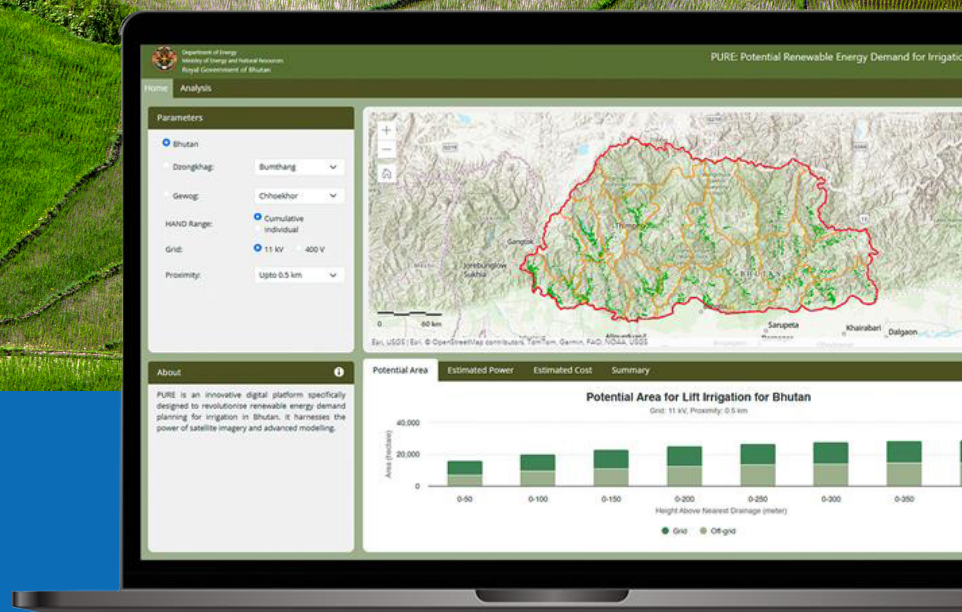 Department of Energy
Ministry of Energy and Natural Resources
Royal Government of Bhutan
PURE: Potential Renewable Energy Demand for Irrigatio
Home Analysis
Parameters
Bhutan
Dzongkhag: Bumthang
Gewog: Chhoekhor
HAND Range: Cumulative
Individual
Grid: 11 kV 400 V
Proximity: Upto 0.5 km
+
−
Gangtok
Jorebunglow
Sukhia
Thimphu
BHUTAN
Sarupeta
Khairabari
Dalgaon
0 60 km
Esri, USGS | Esri, © OpenStreetMap contributors, TomTom, Garmin, FAO, NOAA, USGS
About
PURE is an innovative digital platform specifically
designed to revolutionise renewable energy demand
planning for irrigation in Bhutan. It harnesses the
power of satellite imagery and advanced modelling.
Potential Area Estimated Power Estimated Cost Summary
Potential Area for Lift Irrigation for Bhutan
Grid: 11 kV, Proximity: 0.5 km
Area (hectare)
40,000
20,000
0
0-50 0-100 0-150 0-200 0-250 0-300 0-350
Height Above Nearest Drainage (meter)
Grid Off-grid